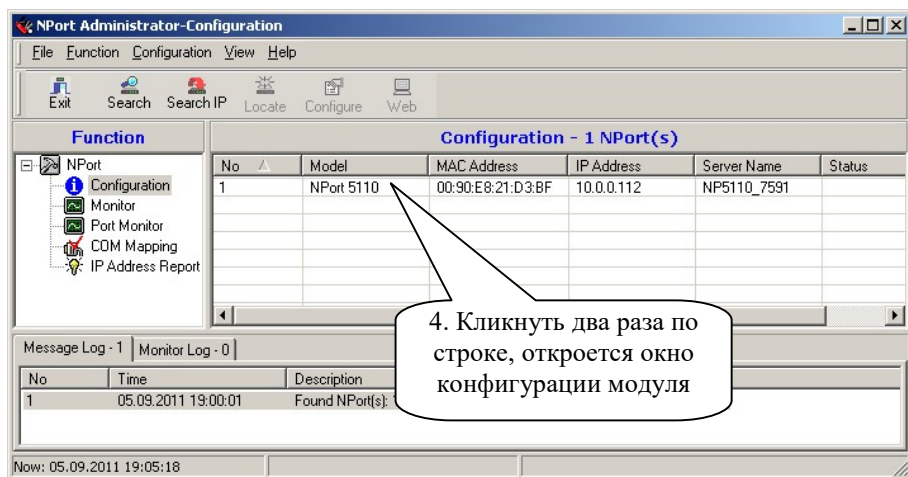 NPort Administrator-Configuration
File Function Configuration View Help
Exit Search Search IP Locate Configure Web
Function
Configuration - 1 NPort(s)
NPort
Configuration
Monitor
Port Monitor
COM Mapping
IP Address Report
No Model MAC Address IP Address Server Name Status
1 NPort 5110 00:90:E8:21:D3:BF 10.0.0.112 NP5110_7591
4. Кликнуть два раза по
строке, откроется окно
конфигурации модуля
Message Log - 1 Monitor Log - 0
No Time Description
1 05.09.2011 19:00:01 Found NPort(s):
Now: 05.09.2011 19:05:18